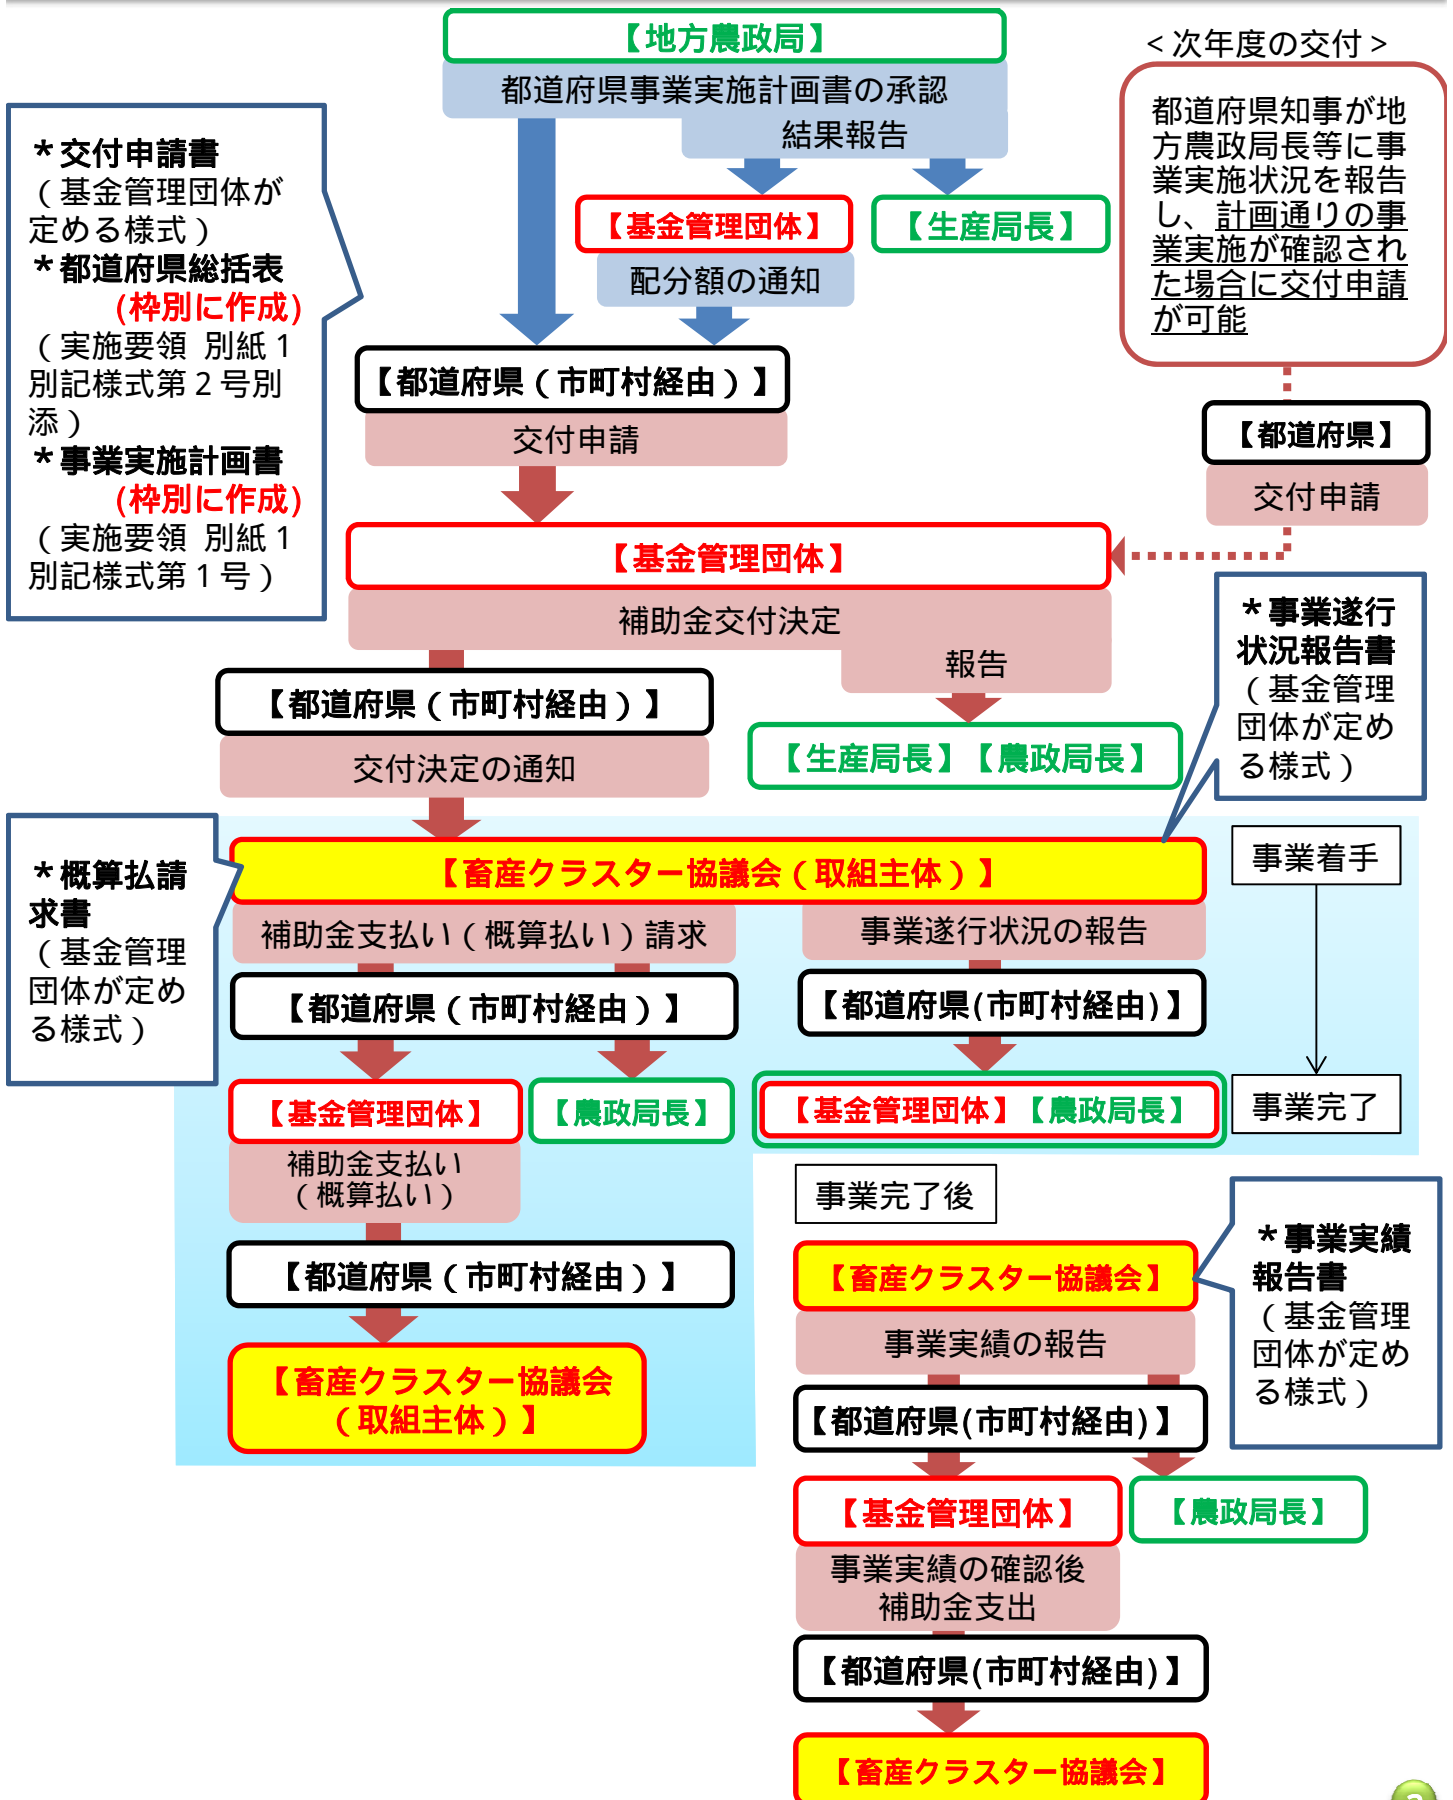 【地方農政局】
都道府県事業実施計画書の承認
結果報告
【基金管理団体】
【生産局長】
配分額の通知
＜次年度の交付＞
都道府県知事が地
方農政局長等に事
業実施状況を報告
し、計画通りの事
業実施が確認され
た場合に交付申請
が可能
＊交付申請書
（基金管理団体が
定める様式）
＊都道府県総括表
(枠別に作成)
（実施要領 別紙１
別記様式第２号別
添）
＊事業実施計画書
(枠別に作成)
（実施要領 別紙１
別記様式第１号）
【都道府県（市町村経由）】
交付申請
【都道府県】
交付申請
【基金管理団体】
補助金交付決定
報告
【都道府県（市町村経由）】
交付決定の通知
【生産局長】【農政局長】
＊事業遂行
状況報告書
（基金管理
団体が定め
る様式）
＊概算払請
求書
（基金管理
団体が定め
る様式）
【畜産クラスター協議会（取組主体）】
事業着手
補助金支払い（概算払い）請求
事業遂行状況の報告
【都道府県（市町村経由）】
【都道府県(市町村経由)】
【基金管理団体】
【農政局長】
【基金管理団体】【農政局長】
事業完了
補助金支払い
（概算払い）
【都道府県（市町村経由）】
【畜産クラスター協議会
（取組主体）】
事業完了後
【畜産クラスター協議会】
＊事業実績
報告書
（基金管理
団体が定め
る様式）
事業実績の報告
【都道府県(市町村経由)】
【基金管理団体】
【農政局長】
事業実績の確認後
補助金支出
【都道府県(市町村経由)】
【畜産クラスター協議会】